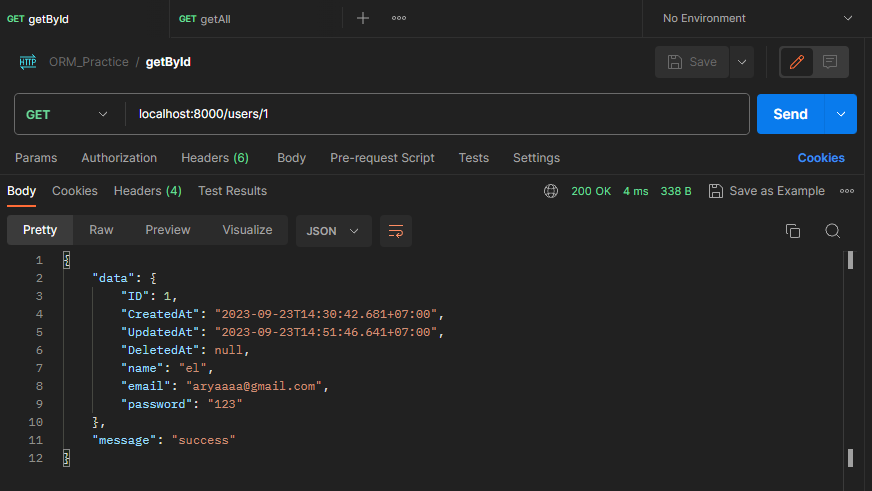 GET getById GET getAll No Environment
HTTP ORM_Practice / getById Save
GET localhost:8000/users/1 Send
Params Authorization Headers (6) Body Pre-request Script Tests Settings Cookies
Body Cookies Headers (4) Test Results 200 OK 4 ms 338 B Save as Example
Pretty Raw Preview Visualize JSON
1 {
2 "data": {
3 "ID": 1,
4 "CreatedAt": "2023-09-23T14:30:42.681+07:00",
5 "UpdatedAt": "2023-09-23T14:51:46.641+07:00",
6 "DeletedAt": null,
7 "name": "el",
8 "email": "aryaaaa@gmail.com",
9 "password": "123"
10 },
11 "message": "success"
12 }